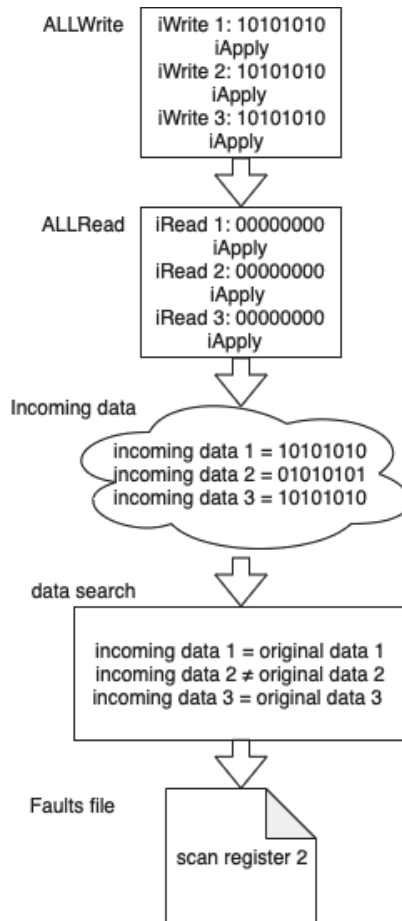 ALLWrite
iWrite 1: 10101010
iApply
iWrite 2: 10101010
iApply
iWrite 3: 10101010
iApply
ALLRead
iRead 1: 00000000
iApply
iRead 2: 00000000
iApply
iRead 3: 00000000
iApply
Incoming data
incoming data 1 = 10101010
incoming data 2 = 01010101
incoming data 3 = 10101010
data search
incoming data 1 = original data 1
incoming data 2 ≠ original data 2
incoming data 3 = original data 3
Faults file
scan register 2